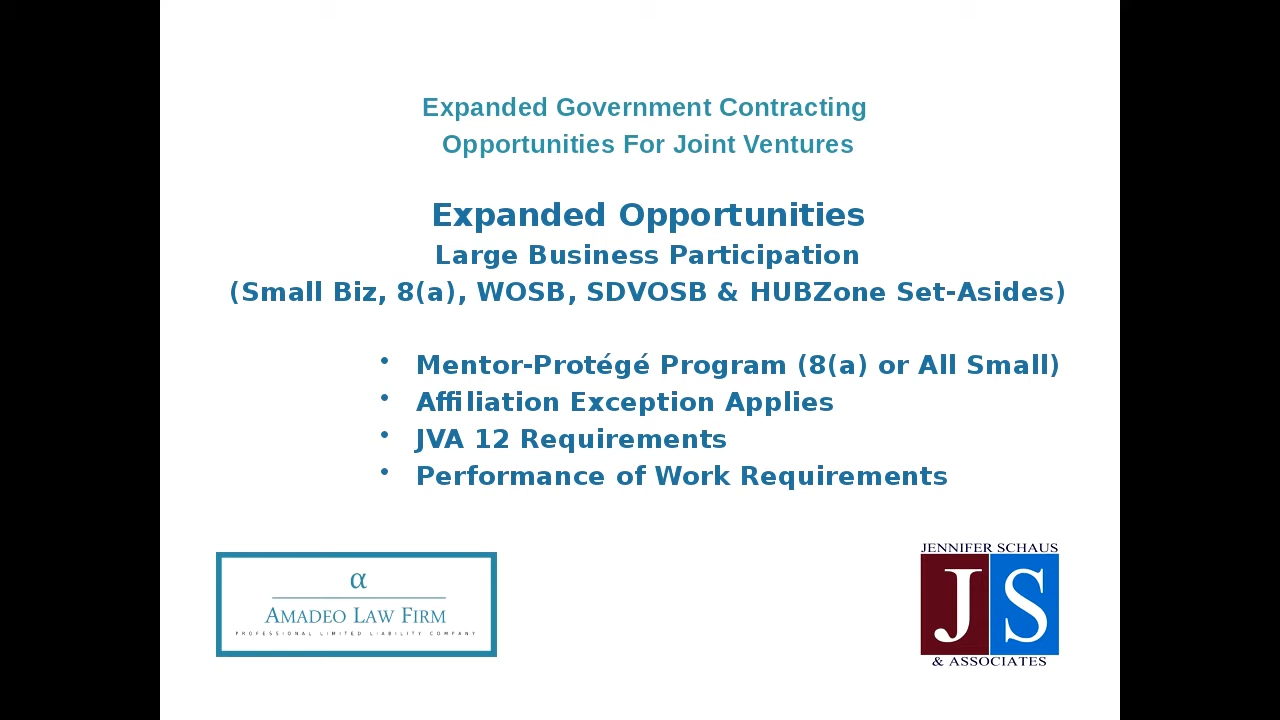 Expanded Government Contracting
Opportunities For Joint Ventures
Expanded Opportunities
Large Business Participation
(Small Biz, 8(a), WOSB, SDVOSB & HUBZone Set-Asides)
• Mentor-Protégé Program (8(a) or All Small)
• Affiliation Exception Applies
• JVA 12 Requirements
• Performance of Work Requirements
α
AMADEO LAW FIRM
PROFESSIONAL LIMITED LIABILITY COMPANY
JENNIFER SCHAUS
JS
& ASSOCIATES